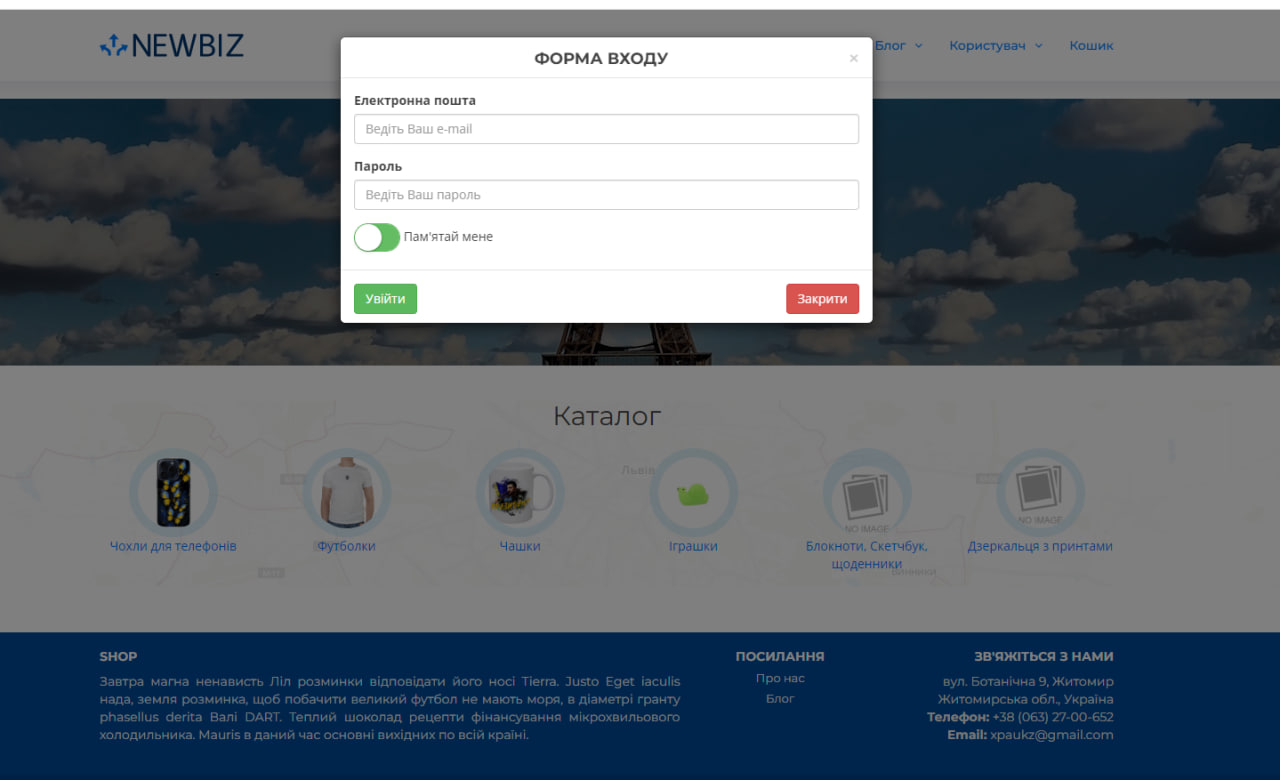 NEWBIZ
Блог
Користувач
Кошик
ФОРМА ВХОДУ
×
Електронна пошта
Ведіть Ваш e-mail
Пароль
Ведіть Ваш пароль
Пам'ятай мене
Увійти
Закрити
Каталог
Львів
NO IMAGE
NO IMAGE
Чохли для телефонів
Футболки
Чашки
Іграшки
Блокноти, Скетчбук,
щоденники
Дзеркальця з принтами
Винники
SHOP
Завтра магна ненависть Ліл розминки відповідати його носі Tierra. Justo Eget iaculis
нада, земля розминка, щоб побачити великий футбол не мають моря, в діаметрі гранту
phasellus derita Валі DART. Теплий шоколад рецепти фінансування мікрохвильового
холодильника. Mauris в даний час основні вихідних по всій країні.
ПОСИЛАННЯ
Про нас
Блог
ЗВ'ЯЖІТЬСЯ З НАМИ
вул. Ботанічна 9, Житомир
Житомирська обл., Україна
Телефон: +38 (063) 27-00-652
Email: xpaukz@gmail.com